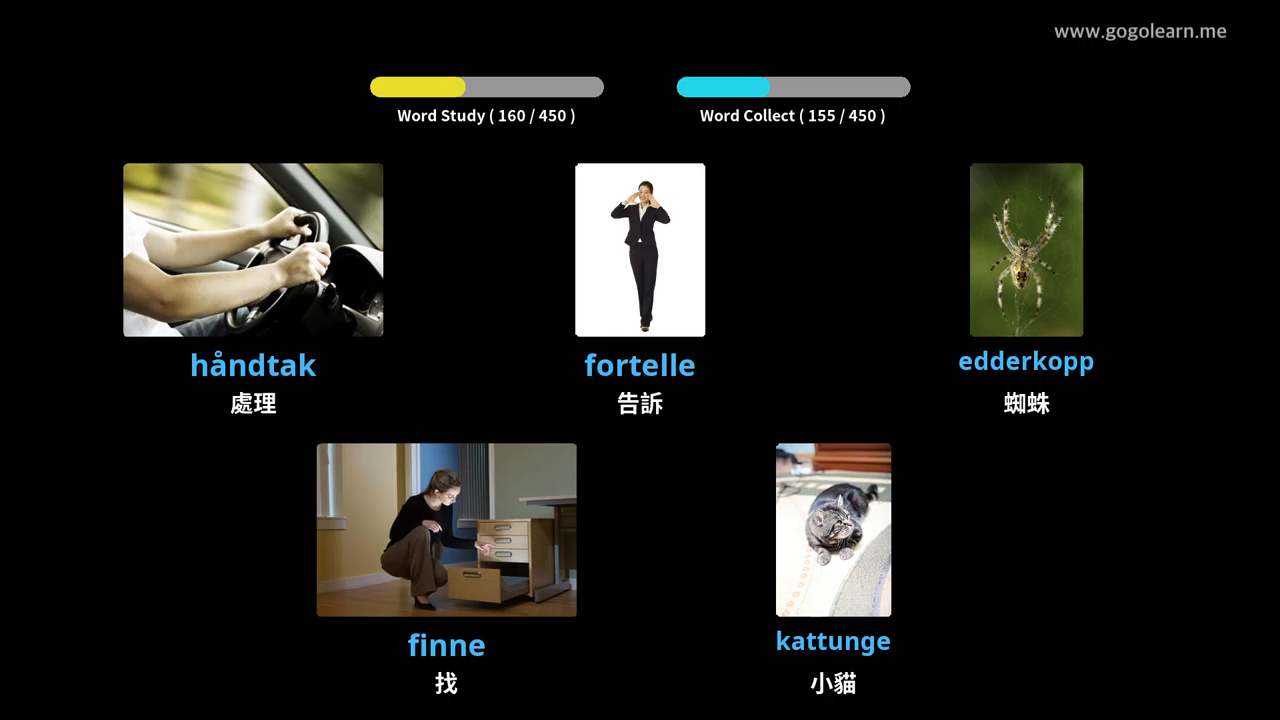 www.gogolearn.me
Word Study ( 160 / 450 )
Word Collect ( 155 / 450 )
håndtak
處理
fortelle
告訴
edderkopp
蜘蛛
finne
找
kattunge
小貓